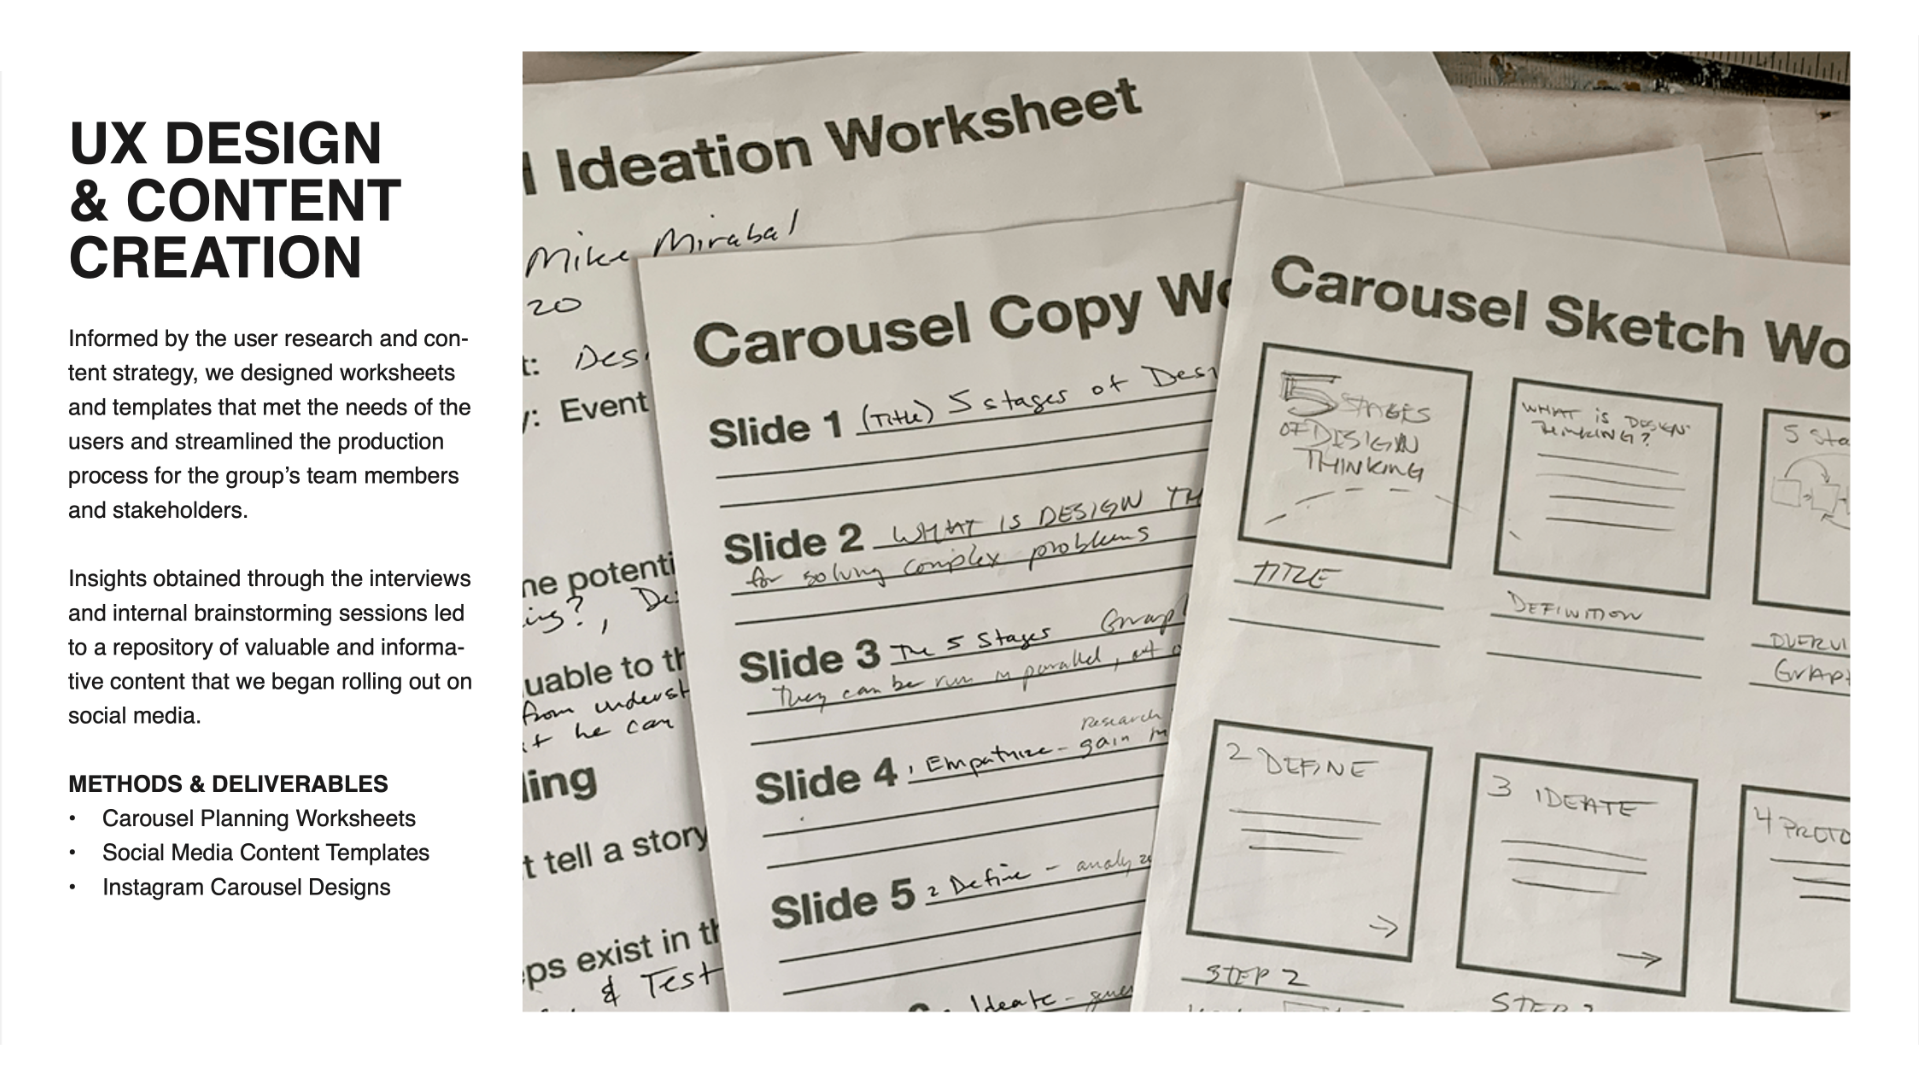 UX DESIGN
& CONTENT
CREATION
Informed by the user research and con-
tent strategy, we designed worksheets
and templates that met the needs of the
users and streamlined the production
process for the group’s team members
and stakeholders.
Insights obtained through the interviews
and internal brainstorming sessions led
to a repository of valuable and informa-
tive content that we began rolling out on
social media.
METHODS & DELIVERABLES
• Carousel Planning Worksheets
• Social Media Content Templates
• Instagram Carousel Designs
Ideation Worksheet
Mike Mirabal
20
t: Des
y: Event
ne potenti
ing?, De
uable to th
from underst
it he can
ling
t tell a story
ps exist in th
& Test
Carousel Copy Wo
Slide 1 (Title) 5 stages of Desi
Slide 2 WHAT IS DESIGN TH
for solving complex problems
Slide 3 The 5 Stages Graph
They can be run in parallel, out o
research
Slide 4 1 Empathize - gain in
Slide 5 2 Define - analyze
Ideate -
Carousel Sketch Wo
5 STAGES
OF DESIGN
THINKING
WHAT IS DESIGN
THINKING?
5 Sta
TITLE
DEFINITION
OVERVI
GRAP
2 DEFINE
3 IDEATE
4 PROTO
STEP 2
STEP 3